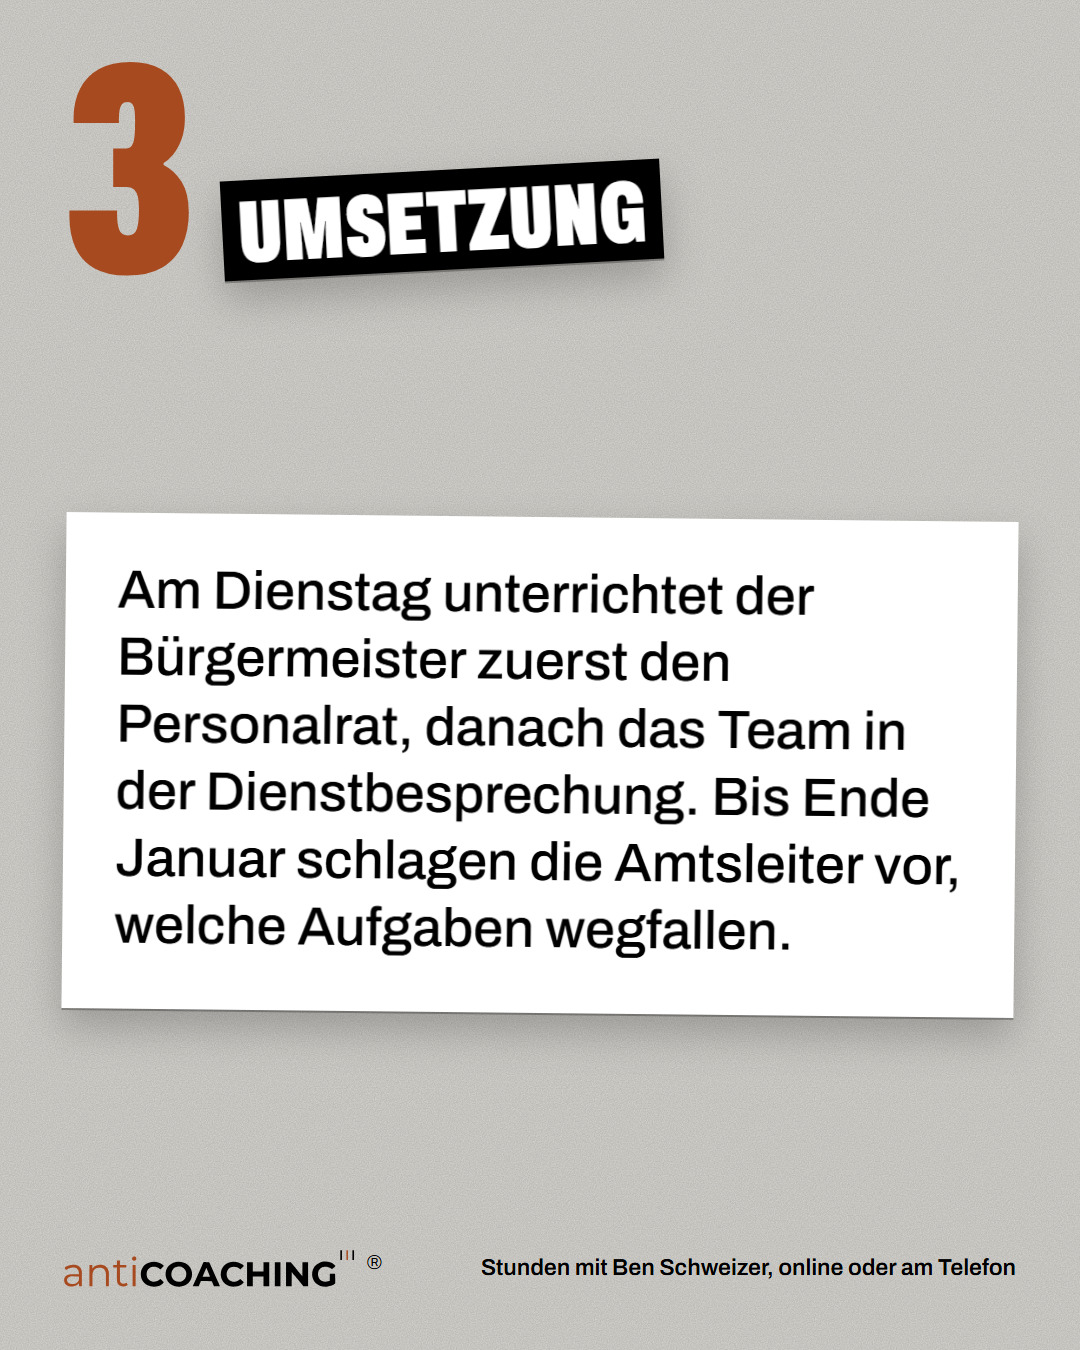 3
UMSETZUNG
Am Dienstag unterrichtet der
Bürgermeister zuerst den
Personalrat, danach das Team in
der Dienstbesprechung. Bis Ende
Januar schlagen die Amtsleiter vor,
welche Aufgaben wegfallen.
antiCOACHING ®
Stunden mit Ben Schweizer, online oder am Telefon